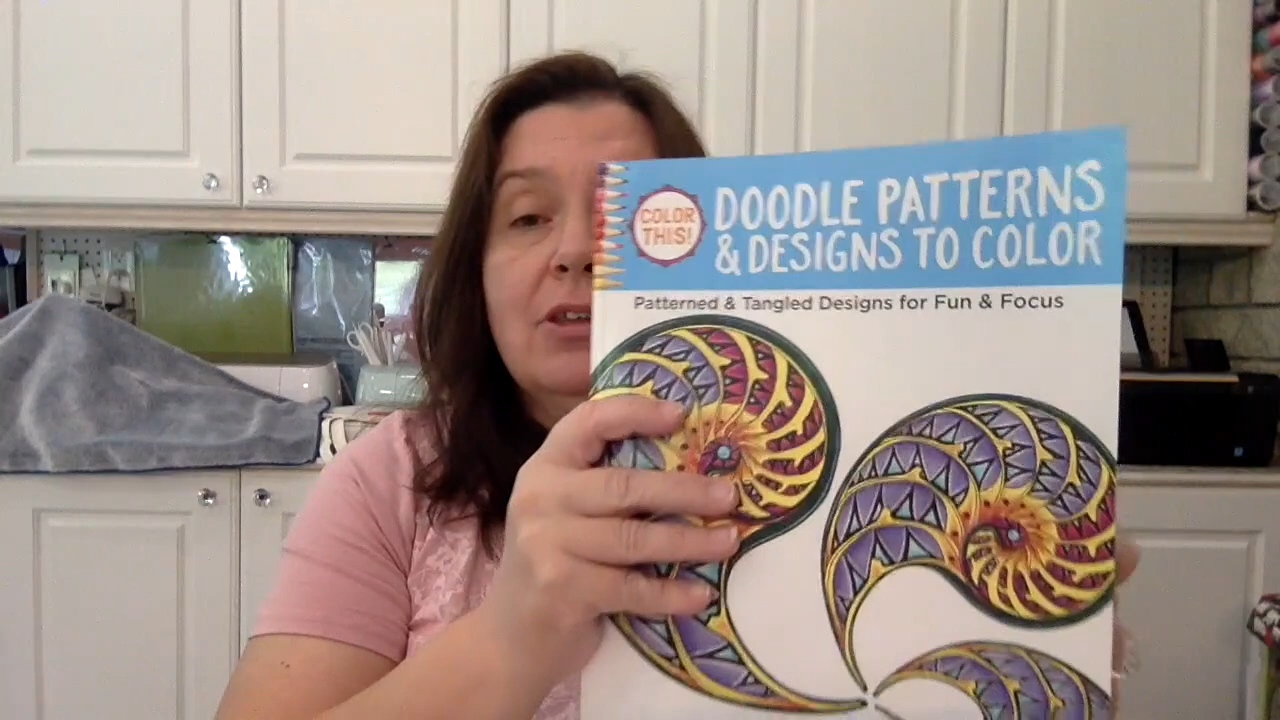 COLOR
THIS!
DOODLE PATTERNS
& DESIGNS TO COLOR
Patterned & Tangled Designs for Fun & Focus